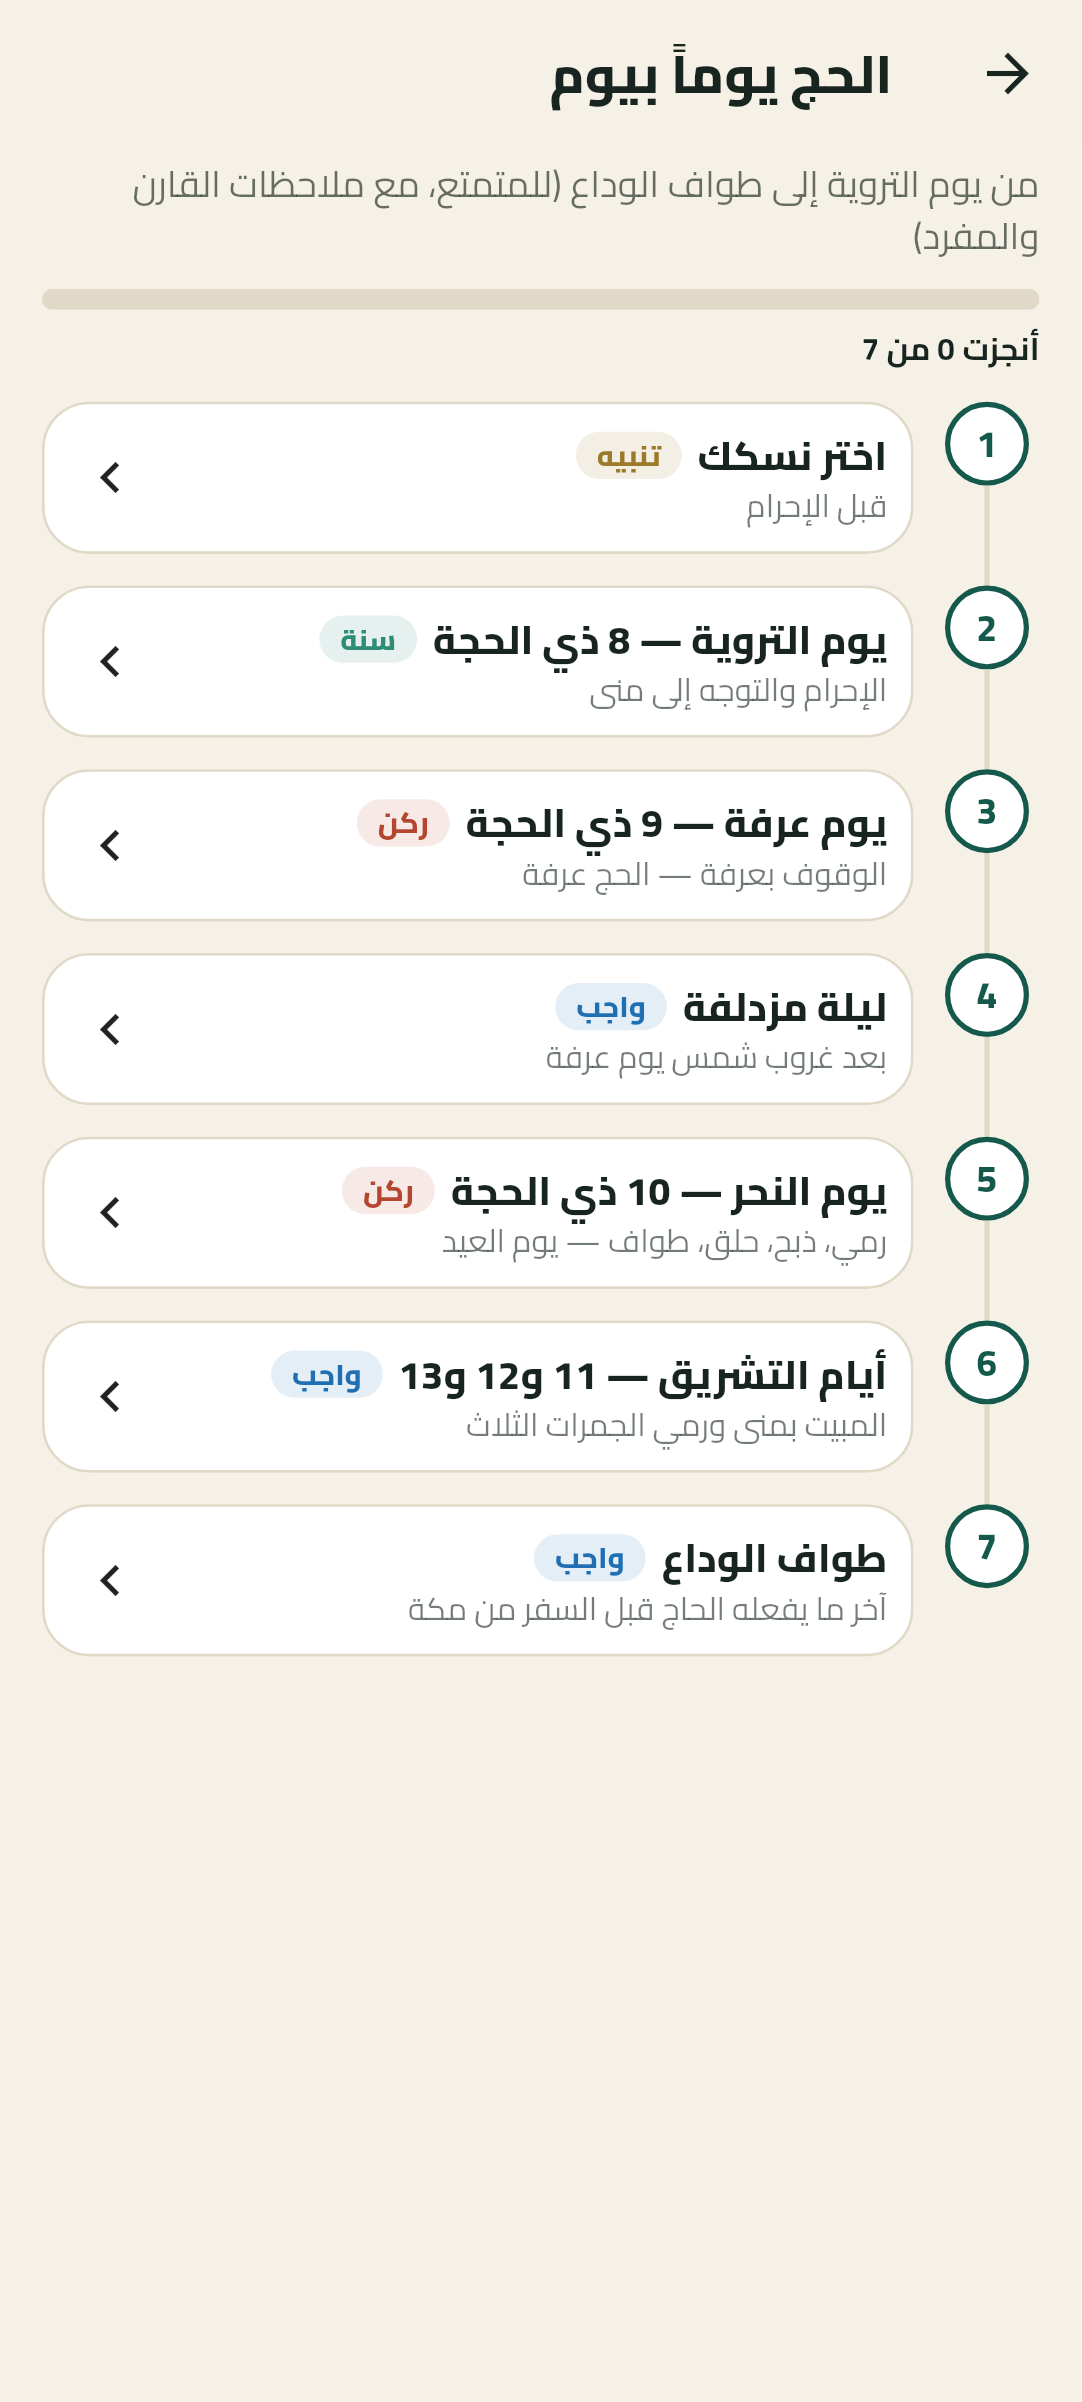 الحج يوماً بيوم
من يوم التروية إلى طواف الوداع (للمتمتع، مع ملاحظات القارن
والمفرد)
أنجزت 0 من 7
1
اختر نسكك تنبيه
قبل الإحرام
2
يوم التروية — 8 ذي الحجة سنة
الإحرام والتوجه إلى منى
3
يوم عرفة — 9 ذي الحجة ركن
الوقوف بعرفة — الحج عرفة
4
ليلة مزدلفة واجب
بعد غروب شمس يوم عرفة
5
يوم النحر — 10 ذي الحجة ركن
رمي، ذبح، حلق، طواف — يوم العيد
6
أيام التشريق — 11 و12 و13 واجب
المبيت بمنى ورمي الجمرات الثلاث
7
طواف الوداع واجب
آخر ما يفعله الحاج قبل السفر من مكة